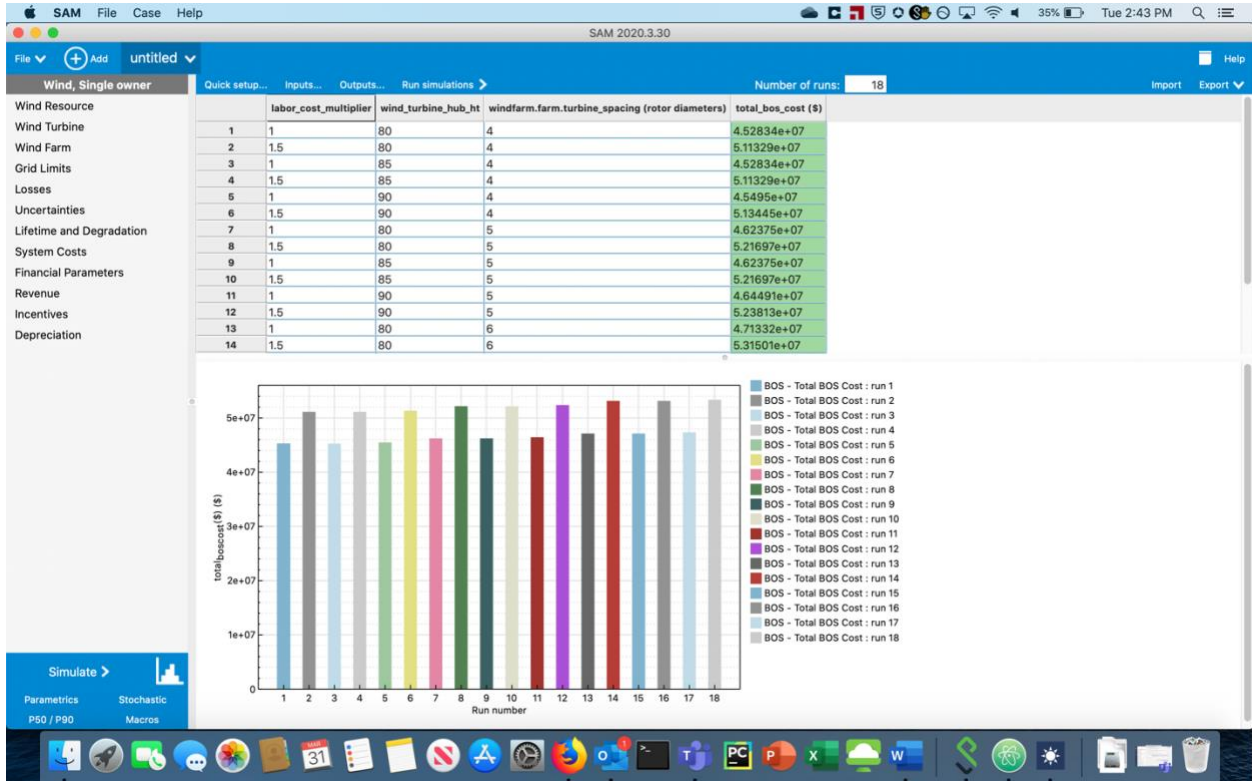 SAM File Case Help 35% Tue 2:43 PM
SAM 2020.3.30
File Add untitled Help
Wind, Single owner Quick setup... Inputs... Outputs... Run simulations > Number of runs: 18 Import Export
Wind Resource
Wind Turbine
Wind Farm
Grid Limits
Losses
Uncertainties
Lifetime and Degradation
System Costs
Financial Parameters
Revenue
Incentives
Depreciation
labor_cost_multiplier wind_turbine_hub_ht windfarm.farm.turbine_spacing (rotor diameters) total_bos_cost ($)
1 1 80 4 4.52834e+07
2 1.5 80 4 5.11329e+07
3 1 85 4 4.52834e+07
4 1.5 85 4 5.11329e+07
5 1 90 4 4.5495e+07
6 1.5 90 4 5.13445e+07
7 1 80 5 4.62375e+07
8 1.5 80 5 5.21697e+07
9 1 85 5 4.62375e+07
10 1.5 85 5 5.21697e+07
11 1 90 5 4.64491e+07
12 1.5 90 5 5.23813e+07
13 1 80 6 4.71332e+07
14 1.5 80 6 5.31501e+07
totalboscost($) ($)
5e+07
4e+07
3e+07
2e+07
1e+07
0
1 2 3 4 5 6 7 8 9 10 11 12 13 14 15 16 17 18
Run number
BOS - Total BOS Cost : run 1
BOS - Total BOS Cost : run 2
BOS - Total BOS Cost : run 3
BOS - Total BOS Cost : run 4
BOS - Total BOS Cost : run 5
BOS - Total BOS Cost : run 6
BOS - Total BOS Cost : run 7
BOS - Total BOS Cost : run 8
BOS - Total BOS Cost : run 9
BOS - Total BOS Cost : run 10
BOS - Total BOS Cost : run 11
BOS - Total BOS Cost : run 12
BOS - Total BOS Cost : run 13
BOS - Total BOS Cost : run 14
BOS - Total BOS Cost : run 15
BOS - Total BOS Cost : run 16
BOS - Total BOS Cost : run 17
BOS - Total BOS Cost : run 18
Simulate >
Parametrics Stochastic
P50 / P90 Macros
MAR
31
1
PC